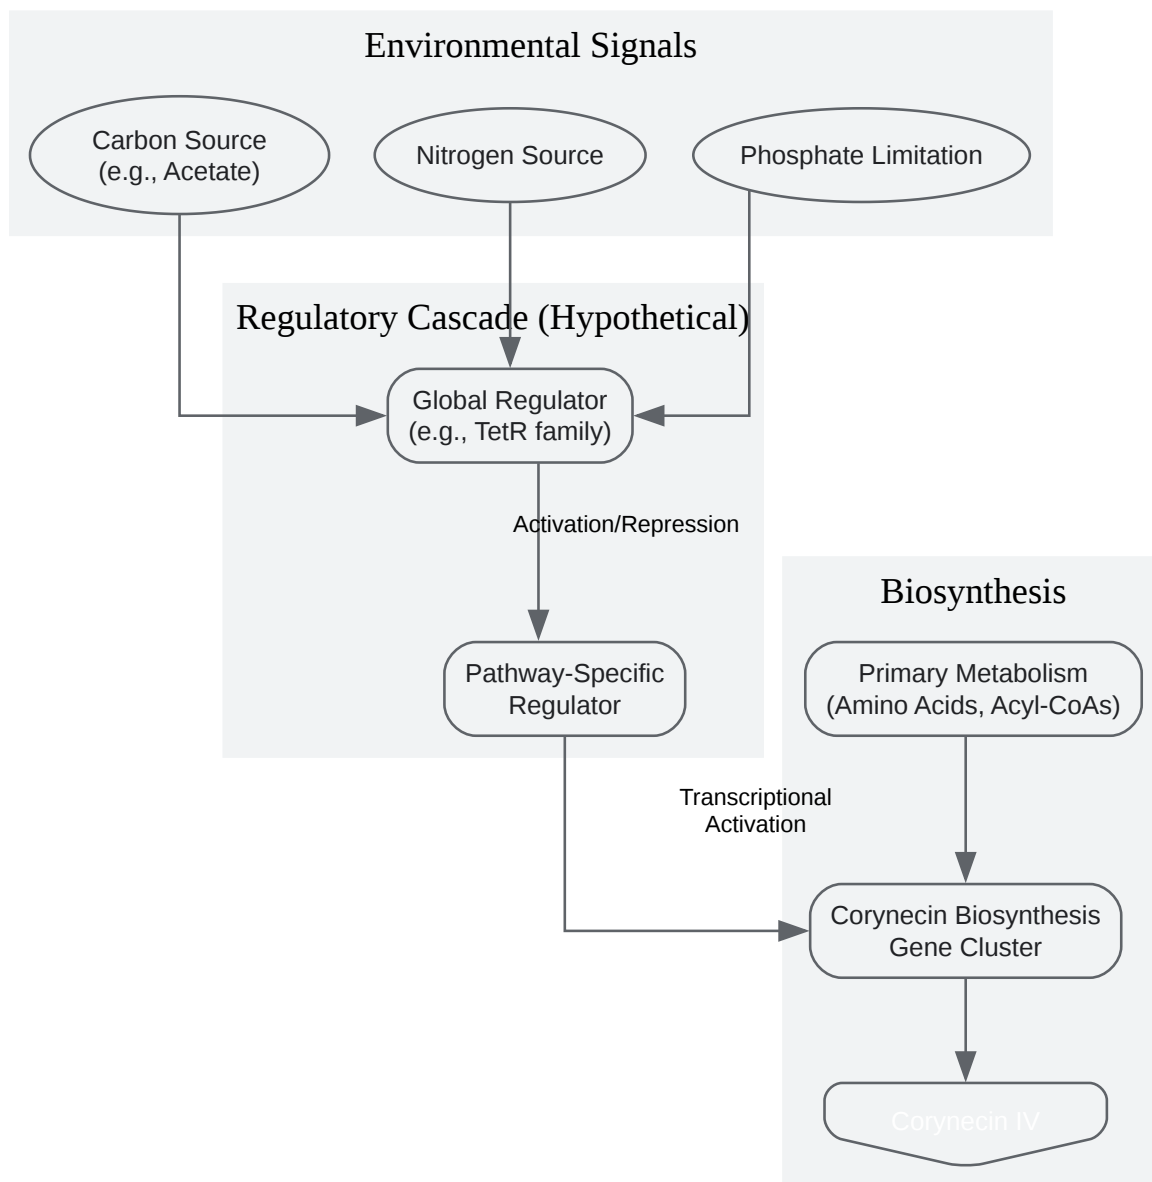 Environmental Signals
Carbon Source
(e.g., Acetate)
Nitrogen Source
Phosphate Limitation
Regulatory Cascade (Hypothetical)
Global Regulator
(e.g., TetR family)
Activation/Repression
Pathway-Specific
Regulator
Biosynthesis
Primary Metabolism
(Amino Acids, Acyl-CoAs)
Transcriptional
Activation
Corynecin Biosynthesis
Gene Cluster
Corynecin IV